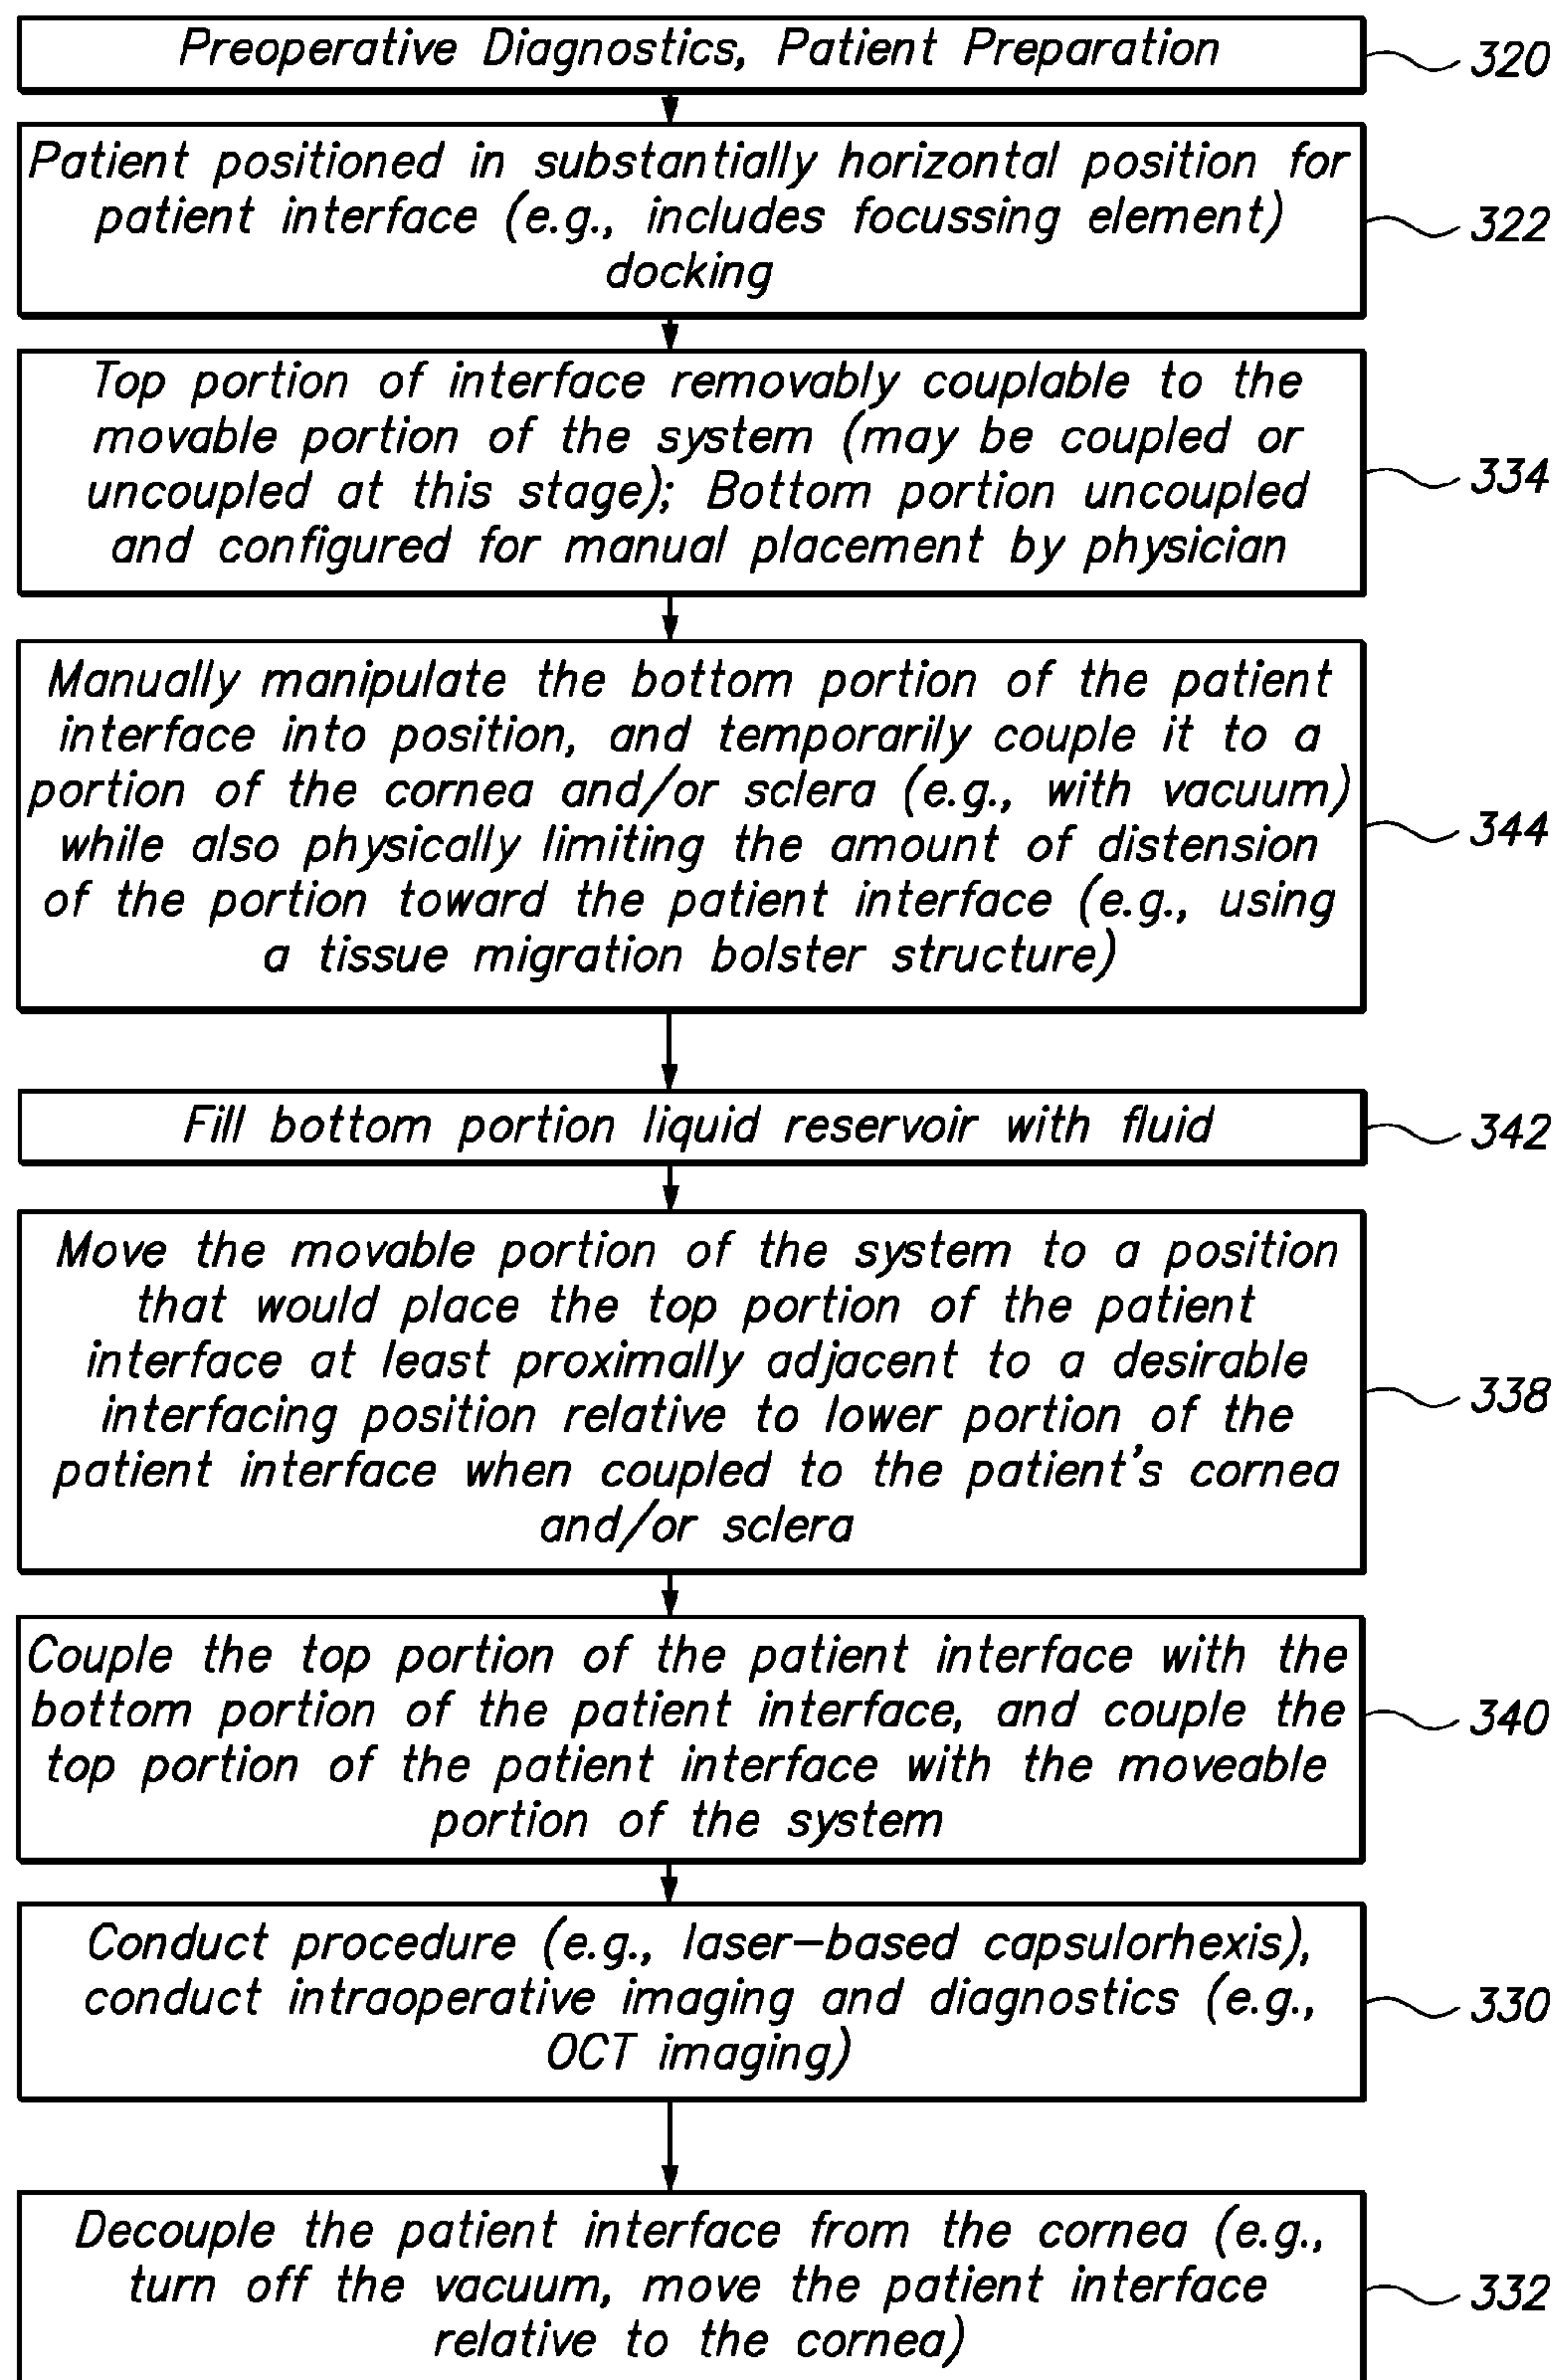 Preoperative Diagnostics, Patient Preparation
320
Patient positioned in substantially horizontal position for
patient interface (e.g., includes focussing element)
docking
322
Top portion of interface removably couplable to the
movable portion of the system (may be coupled or
uncoupled at this stage); Bottom portion uncoupled
and configured for manual placement by physician
334
Manually manipulate the bottom portion of the patient
interface into position, and temporarily couple it to a
portion of the cornea and/or sclera (e.g., with vacuum)
while also physically limiting the amount of distension
of the portion toward the patient interface (e.g., using
a tissue migration bolster structure)
344
Fill bottom portion liquid reservoir with fluid
342
Move the movable portion of the system to a position
that would place the top portion of the patient
interface at least proximally adjacent to a desirable
interfacing position relative to lower portion of the
patient interface when coupled to the patient's cornea
and/or sclera
338
Couple the top portion of the patient interface with the
bottom portion of the patient interface, and couple the
top portion of the patient interface with the moveable
portion of the system
340
Conduct procedure (e.g., laser-based capsulorhexis),
conduct intraoperative imaging and diagnostics (e.g.,
OCT imaging)
330
Decouple the patient interface from the cornea (e.g.,
turn off the vacuum, move the patient interface
relative to the cornea)
332